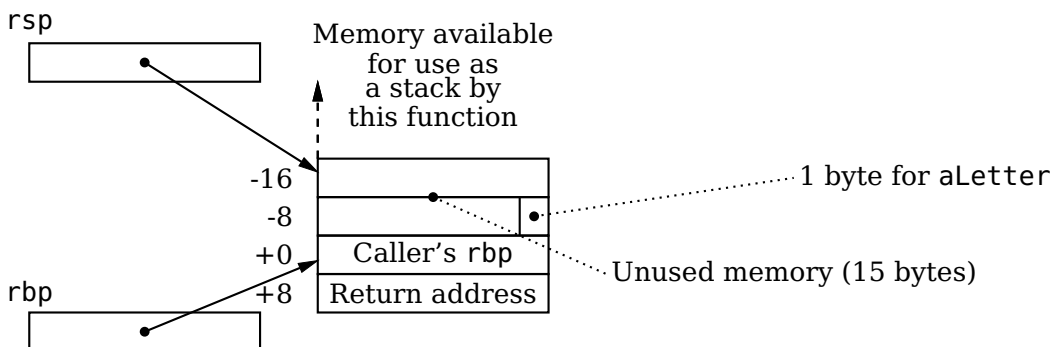 rsp
Memory available
for use as
a stack by
this function
-16
1 byte for aLetter
-8
+0
Caller’s rbp
Unused memory (15 bytes)
rbp
+8
Return address